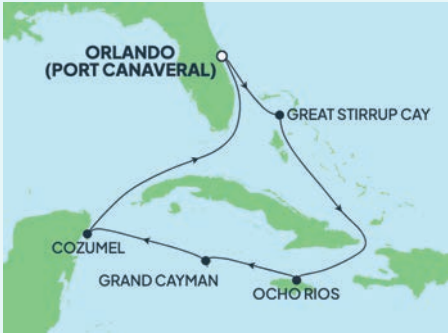 ORLANDO
(PORT CANAVERAL)
GREAT STIRRUP CAY
COZUMEL
GRAND CAYMAN
OCHO RIOS